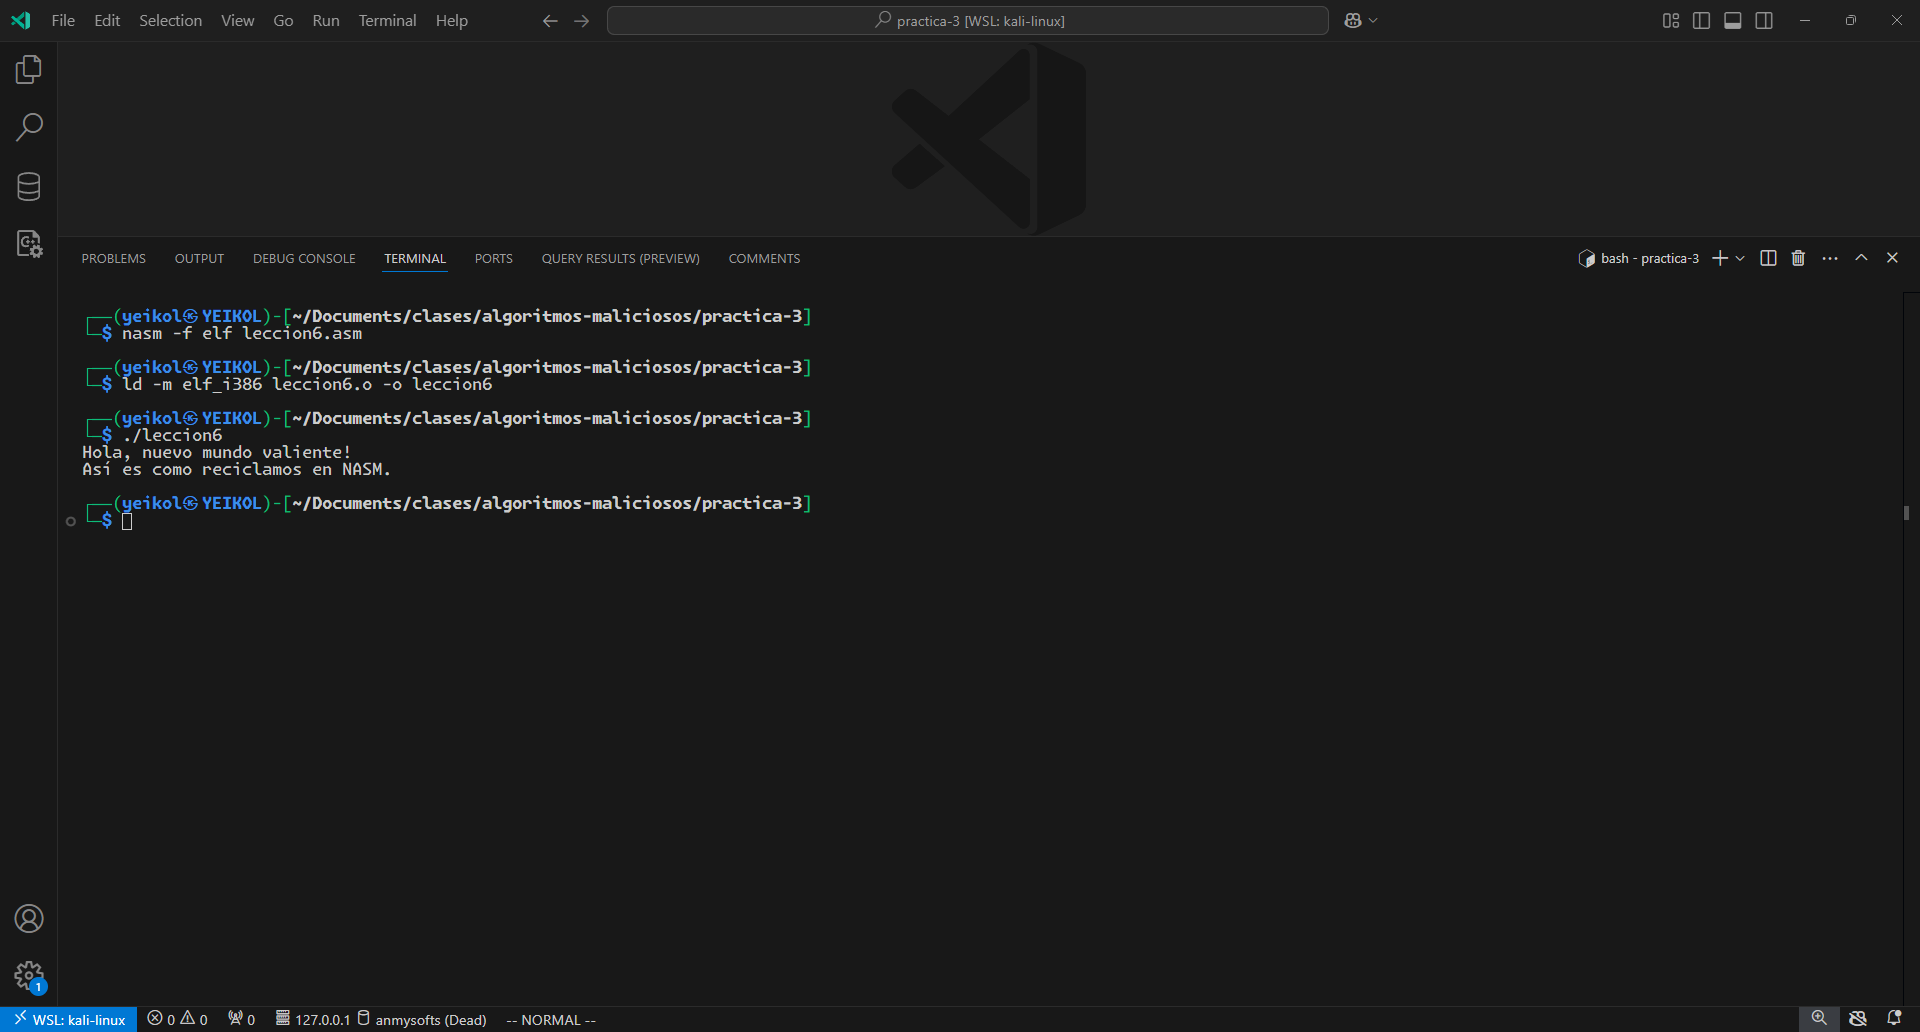 File Edit Selection View Go Run Terminal Help
practica-3 [WSL: kali-linux]
PROBLEMS OUTPUT DEBUG CONSOLE TERMINAL PORTS QUERY RESULTS (PREVIEW) COMMENTS
bash - practica-3
┌──(yeikol㉿YEIKOL)-[~/Documents/clases/algoritmos-maliciosos/practica-3]
└─$ nasm -f elf leccion6.asm
┌──(yeikol㉿YEIKOL)-[~/Documents/clases/algoritmos-maliciosos/practica-3]
└─$ ld -m elf_i386 leccion6.o -o leccion6
┌──(yeikol㉿YEIKOL)-[~/Documents/clases/algoritmos-maliciosos/practica-3]
└─$ ./leccion6
Hola, nuevo mundo valiente!
Así es como reciclamos en NASM.
┌──(yeikol㉿YEIKOL)-[~/Documents/clases/algoritmos-maliciosos/practica-3]
└─$
1
WSL: kali-linux 0 0 0 127.0.0.1 anmysofts (Dead) -- NORMAL --